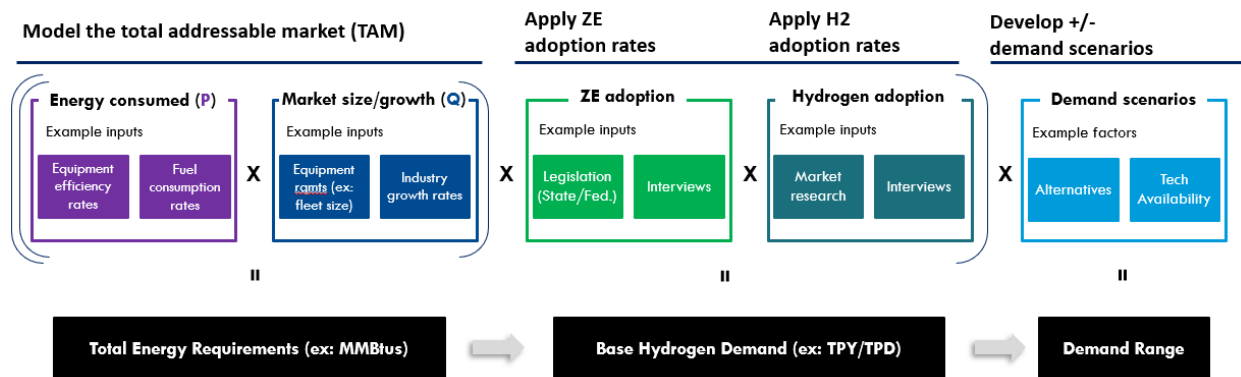 Model the total addressable market (TAM)
Apply ZE
adoption rates
Apply H2
adoption rates
Develop +/-
demand scenarios
Energy consumed (P)
Example inputs
Equipment
efficiency
rates
Fuel
consumption
rates
X
Market size/growth (Q)
Example inputs
Equipment
rqmts (ex:
fleet size)
Industry
growth rates
X
ZE adoption
Example inputs
Legislation
(State/Fed.)
Interviews
X
Hydrogen adoption
Example inputs
Market
research
Interviews
X
Demand scenarios
Example factors
Alternatives
Tech
Availability
=
=
=
Total Energy Requirements (ex: MMBtus)
Base Hydrogen Demand (ex: TPY/TPD)
Demand Range